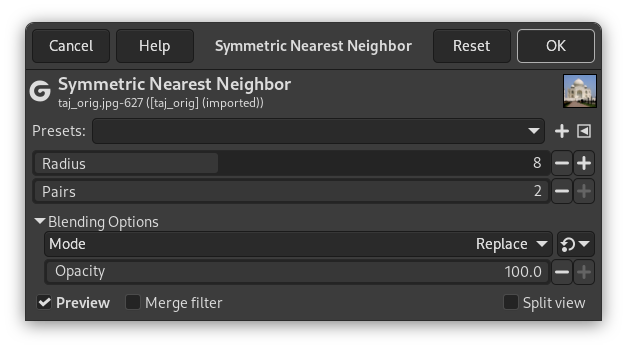 Cancel Help Symmetric Nearest Neighbor Reset OK
Symmetric Nearest Neighbor
taj_orig.jpg-627 ([taj_orig] (imported))
Presets:
Radius 8
Pairs 2
Blending Options
Mode Replace
Opacity 100.0
Preview Merge filter Split view